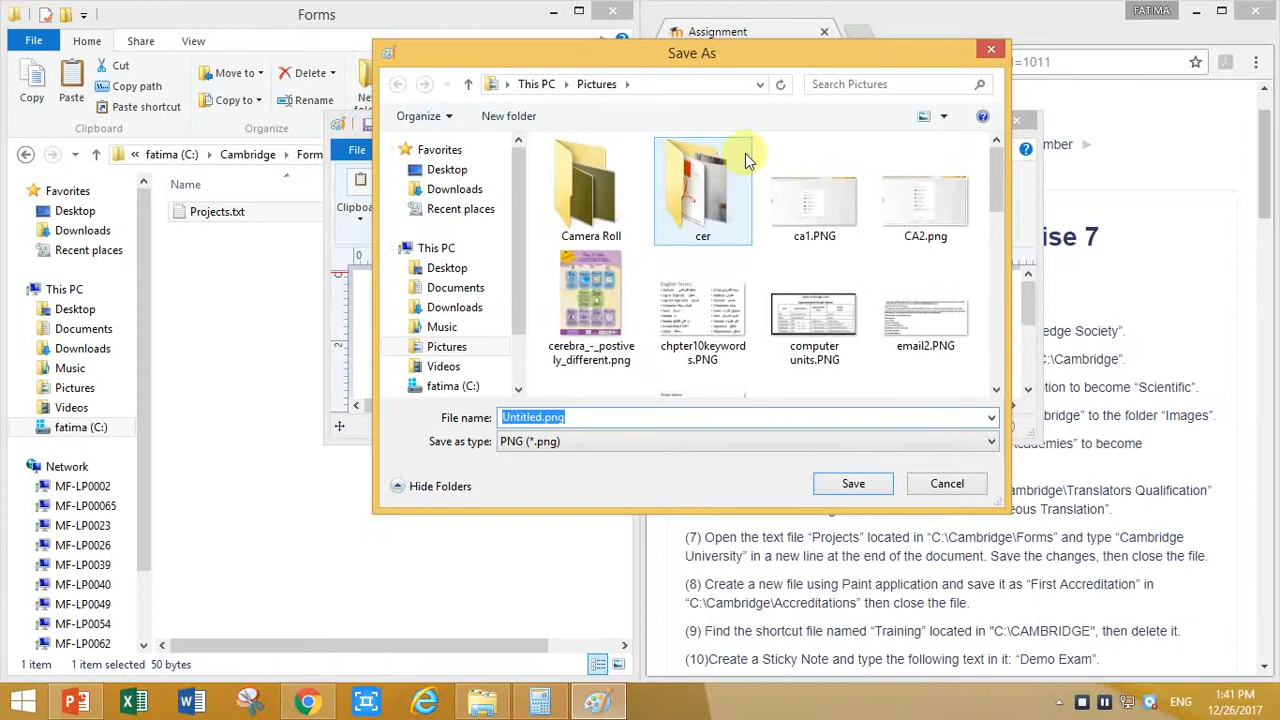 Forms
File
Home
Share
View
Copy
Paste
Cut
Copy path
Paste shortcut
Clipboard
Move to
Copy to
Delete
Rename
Organize
fatima (C:)
Cambridge
Favorites
Desktop
Downloads
Recent places
This PC
Desktop
Documents
Downloads
Music
Pictures
Videos
fatima (C:)
Network
MF-LP0002
MF-LP00065
MF-LP0023
MF-LP0026
MF-LP0039
MF-LP0040
MF-LP0049
MF-LP0054
MF-LP0062
Name
Projects.txt
1 item
1 item selected 50 bytes
File
0
Save As
This PC
Pictures
Search Pictures
Organize
New folder
Favorites
Desktop
Downloads
Recent places
This PC
Desktop
Documents
Downloads
Music
Pictures
Videos
fatima (C:)
Camera Roll
cer
ca1.PNG
CA2.png
cerebra_-_postive
ly_different.png
chpter10keyword
s.PNG
computer
units.PNG
email2.PNG
File name:
Untitled.png
Save as type:
PNG (*.png)
Hide Folders
Save
Cancel
FATIMA
Assignment
=1011
ise 7
Society”.
C:\Cambridge.
to become “Scientific”.
to the folder “Images”.
to become
ambridge\Translators Qualification”
Translation”.
(7) Open the text file “Projects” located in “C:\Cambridge\Forms” and type “Cambridge
University” in a new line at the end of the document. Save the changes, then close the file.
(8) Create a new file using Paint application and save it as “First Accreditation” in
“C:\Cambridge\Accreditations” then close the file.
(9) Find the shortcut file named “Training” located in "C:\CAMBRIDGE", then delete it.
(10)Create a Sticky Note and type the following text in it: “Demo Exam”.
ENG
1:41 PM
12/26/2017